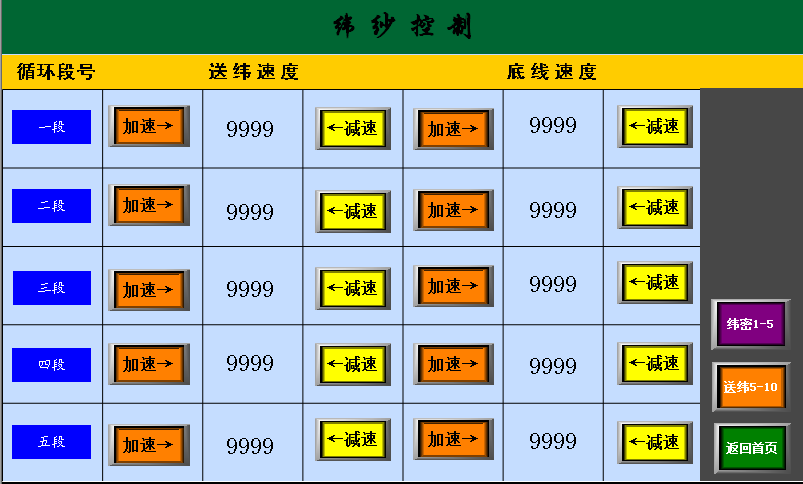 纬纱控制
循环段号 送纬速度 底线速度
一段 加速→ 9999 ←减速 加速→ 9999 ←减速
二段 加速→ 9999 ←减速 加速→ 9999 ←减速
三段 加速→ 9999 ←减速 加速→ 9999 ←减速
纬密1-5
四段 加速→ 9999 ←减速 加速→ 9999 ←减速
送纬5-10
五段 加速→ 9999 ←减速 加速→ 9999 ←减速
返回首页